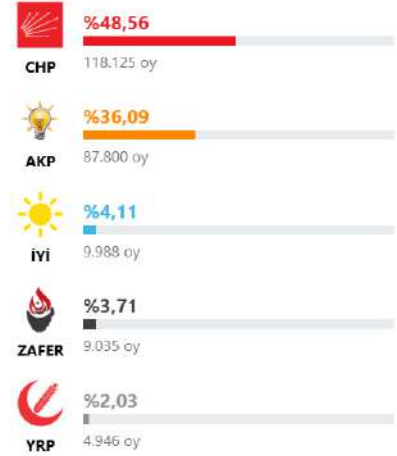 %48,56
CHP
118.125 oy
%36,09
AKP
87.800 oy
%4,11
İYİ
9.988 oy
%3,71
ZAFER
9.035 oy
%2,03
YRP
4.946 oy